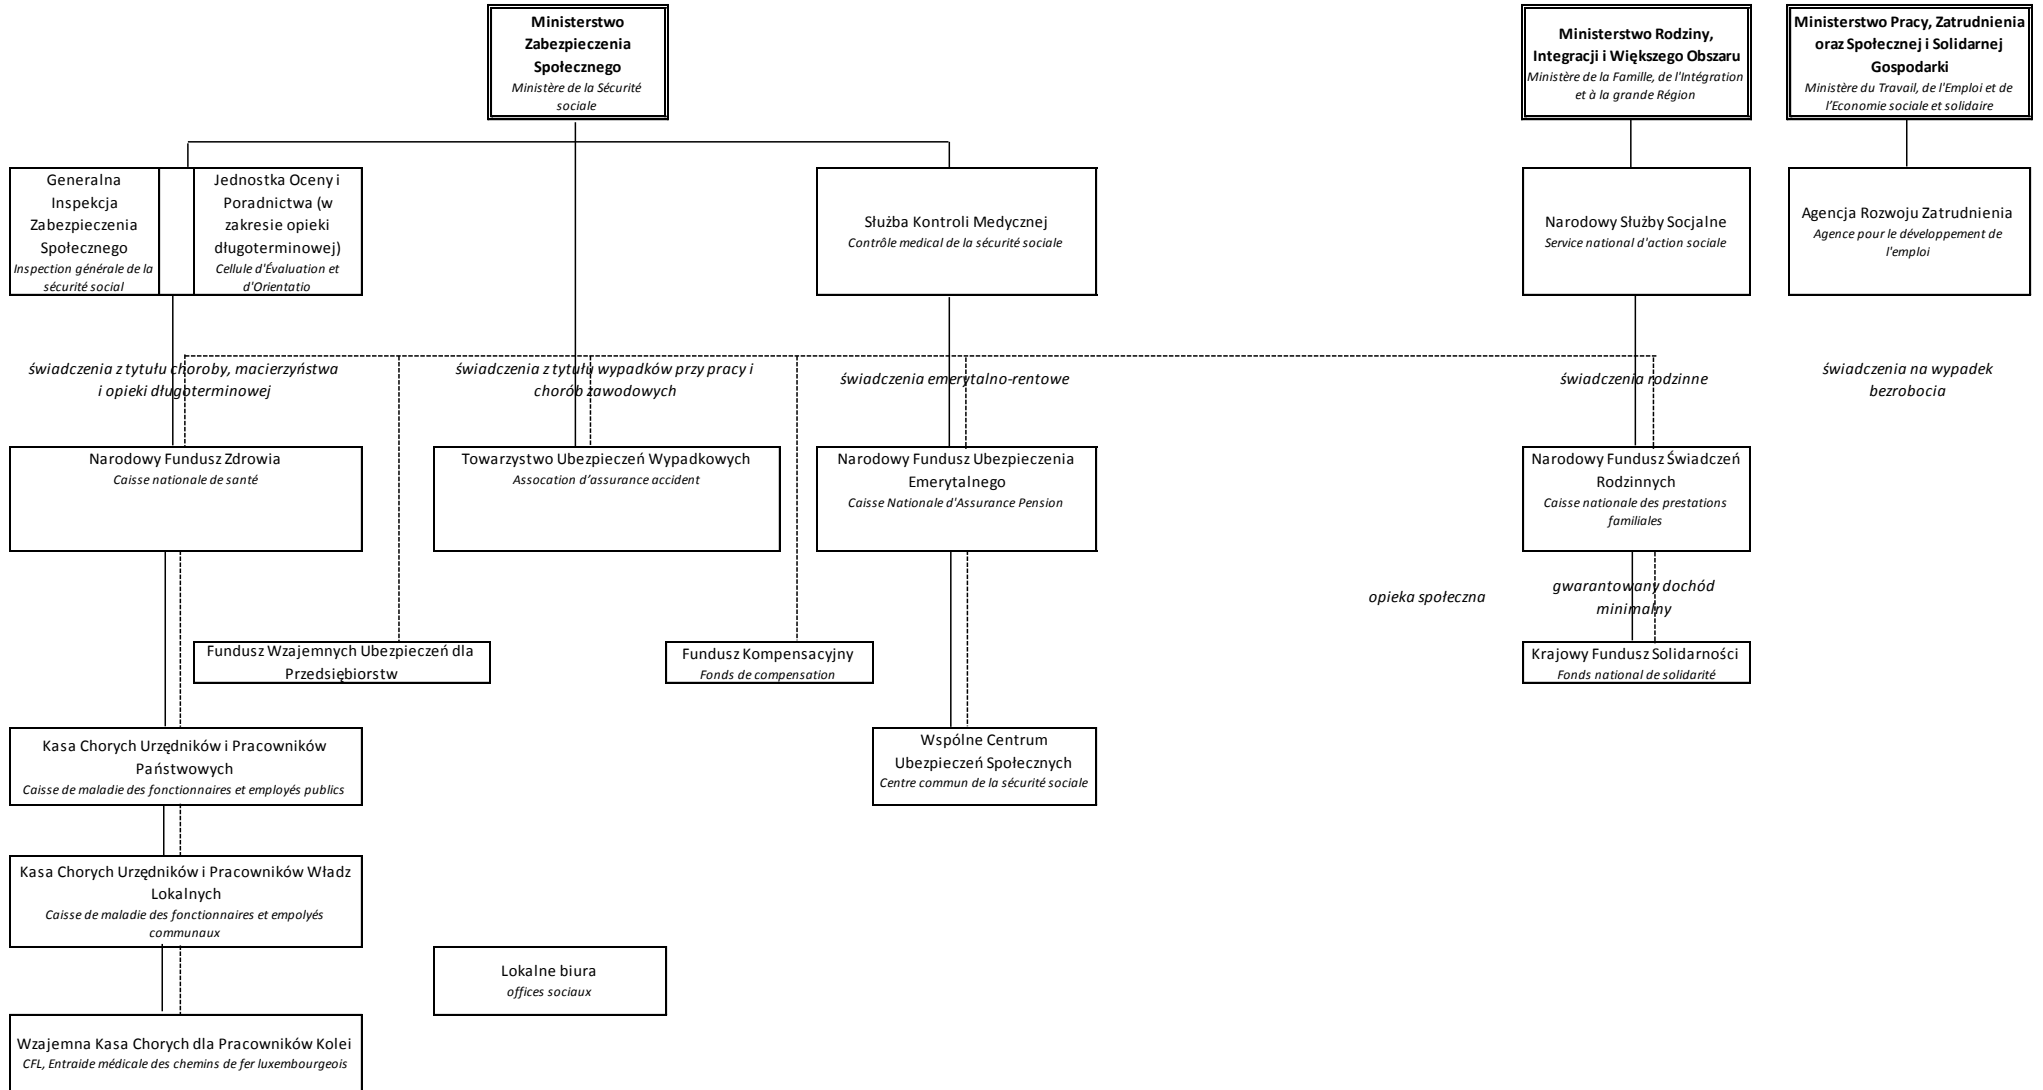 Ministerstwo
Zabezpieczenia
Społecznego
Ministère de la Sécurité
sociale
Ministerstwo Rodziny,
Integracji i Większego Obszaru
Ministère de la Famille, de l'Intégration
et à la grande Région
Ministerstwo Pracy, Zatrudnienia
oraz Społecznej i Solidarnej
Gospodarki
Ministère du Travail, de l'Emploi et de
l'Economie sociale et solidaire
Generalna
Inspekcja
Zabezpieczenia
Społecznego
Inspection générale de la
sécurité social
Jednostka Oceny i
Poradnictwa (w
zakresie opieki
długoterminowej)
Cellule d'Évaluation et
d'Orientatio
Służba Kontroli Medycznej
Contrôle medical de la sécurité sociale
Narodowy Służby Socjalne
Service national d'action sociale
Agencja Rozwoju Zatrudnienia
Agence pour le développement de
l'emploi
świadczenia z tytułu choroby, macierzyństwa
i opieki długoterminowej
świadczenia z tytułu wypadków przy pracy i
chorób zawodowych
świadczenia emerytalno-rentowe
świadczenia rodzinne
świadczenia na wypadek
bezrobocia
Narodowy Fundusz Zdrowia
Caisse nationale de santé
Towarzystwo Ubezpieczeń Wypadkowych
Assocation d'assurance accident
Narodowy Fundusz Ubezpieczenia
Emerytalnego
Caisse Nationale d'Assurance Pension
Narodowy Fundusz Świadczeń
Rodzinnych
Caisse nationale des prestations
familiales
opieka społeczna
gwarantowany dochód
minimalny
Fundusz Wzajemnych Ubezpieczeń dla
Przedsiębiorstw
Fundusz Kompensacyjny
Fonds de compensation
Krajowy Fundusz Solidarności
Fonds national de solidarité
Kasa Chorych Urzędników i Pracowników
Państwowych
Caisse de maladie des fonctionnaires et employés publics
Wspólne Centrum
Ubezpieczeń Społecznych
Centre commun de la sécurité sociale
Kasa Chorych Urzędników i Pracowników Władz
Lokalnych
Caisse de maladie des fonctionnaires et empolyés
communaux
Lokalne biura
offices sociaux
Wzajemna Kasa Chorych dla Pracowników Kolei
CFL, Entraide médicale des chemins de fer luxembourgeois